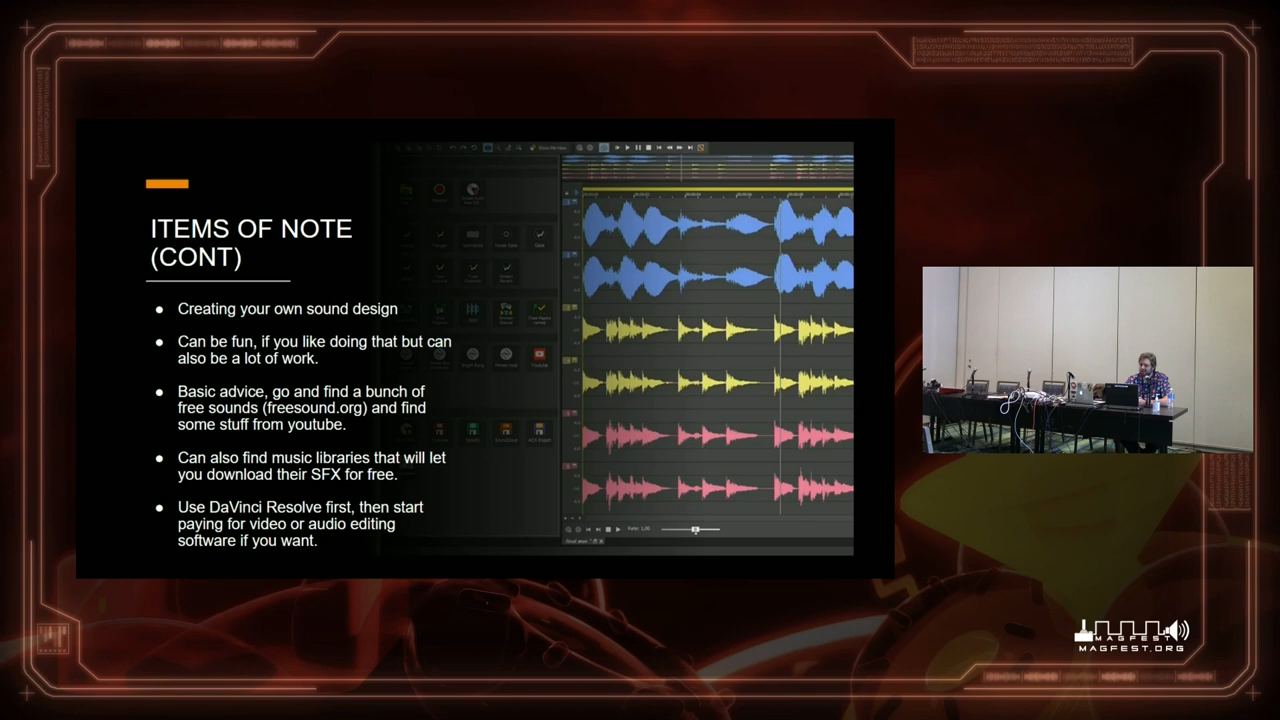 ITEMS OF NOTE
(CONT)
● Creating your own sound design
● Can be fun, if you like doing that but can
also be a lot of work.
● Basic advice, go and find a bunch of
free sounds (freesound.org) and find
some stuff from youtube.
● Can also find music libraries that will let
you download their SFX for free.
● Use DaVinci Resolve first, then start
paying for video or audio editing
software if you want.
MAGFEST
MAGFEST.ORG